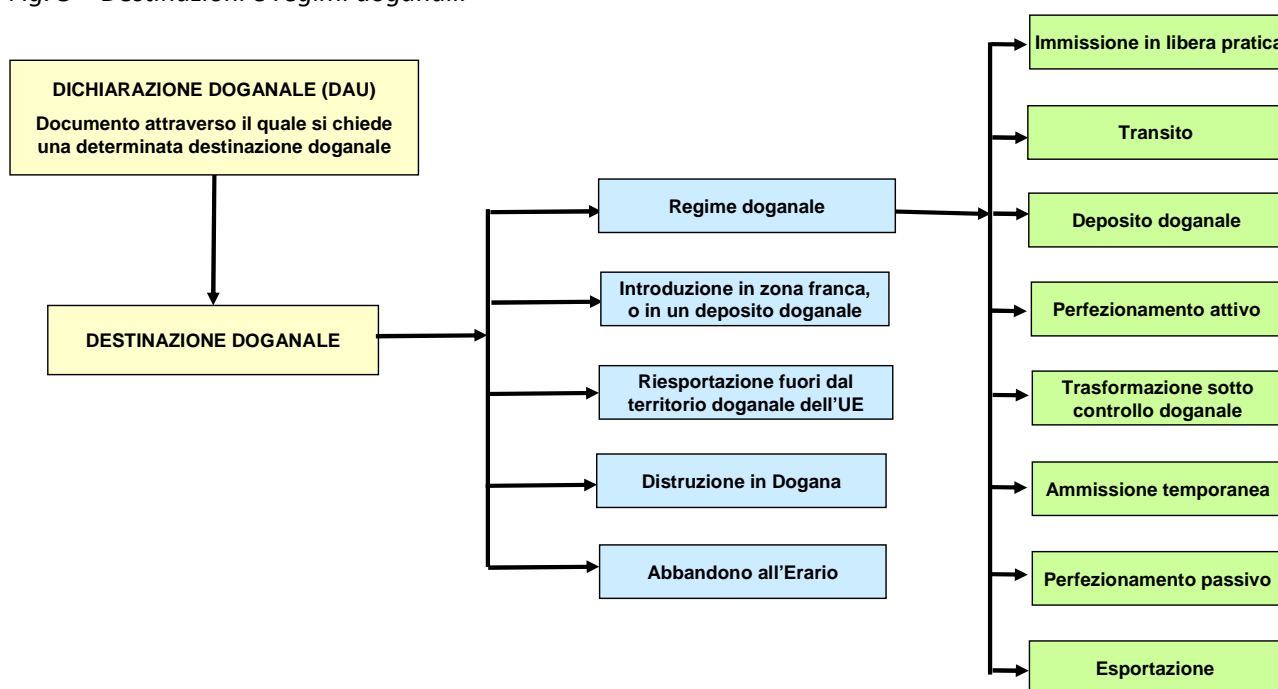 DICHIARAZIONE DOGANALE (DAU)
Documento attraverso il quale si chiede
una determinata destinazione doganale
DESTINAZIONE DOGANALE
Regime doganale
Introduzione in zona franca,
o in un deposito doganale
Riesportazione fuori dal
territorio doganale dell'UE
Distruzione in Dogana
Abbandono all'Erario
Immissione in libera pratica
Transito
Deposito doganale
Perfezionamento attivo
Trasformazione sotto
controllo doganale
Ammissione temporanea
Perfezionamento passivo
Esportazione